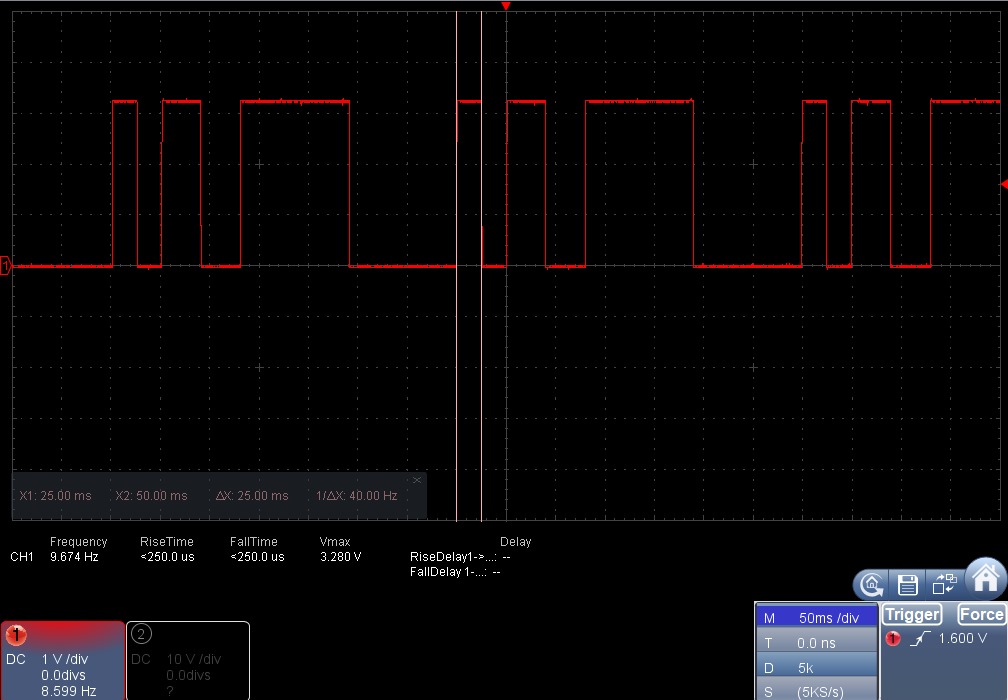 1
X1: 25.00 ms X2: 50.00 ms ΔX: 25.00 ms 1/ΔX: 40.00 Hz
Frequency RiseTime FallTime Vmax Delay
CH1 9.674 Hz <250.0 us <250.0 us 3.280 V RiseDelay1->...: --
FallDelay1-...: --
1
DC 1 V /div
0.0divs
8.599 Hz
2
DC 10 V /div
0.0divs
?
M 50ms /div
T 0.0 ns
D 5k
S (5KS/s)
Trigger Force
1 1.600 V